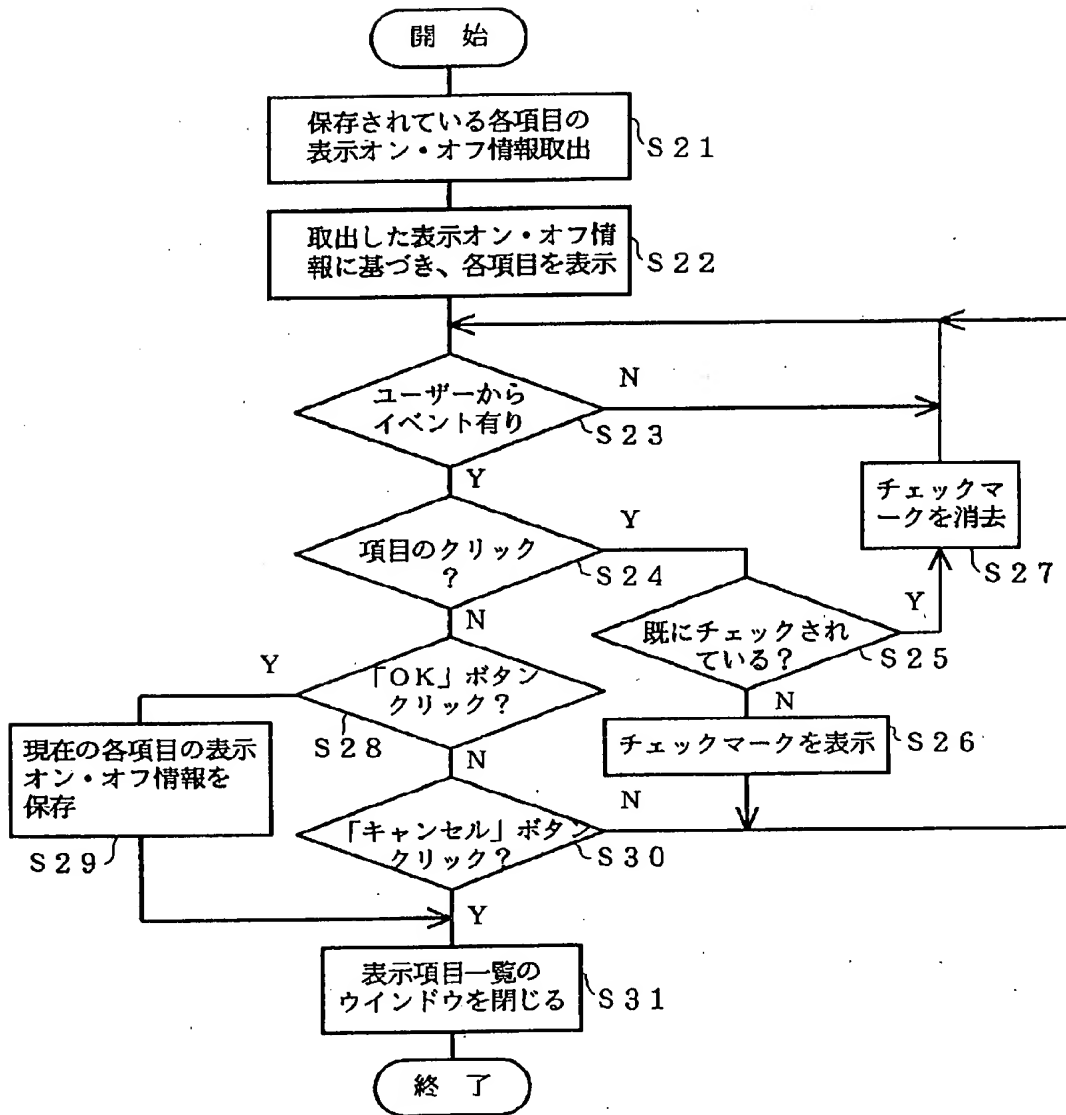 開 始
保存されている各項目の
表示オン・オフ情報取出
S21
取出した表示オン・オフ情
報に基づき、各項目を表示
S22
ユーザーから
イベント有り
N
S23
Y
項目のクリック
?
Y
S24
N
チェックマ
ークを消去
S27
既にチェックされ
ている?
Y
S25
N
「OK」ボタン
クリック?
Y
S28
N
チェックマークを表示
S26
現在の各項目の表示
オン・オフ情報を
保存
S29
「キャンセル」ボタン
クリック?
N
S30
Y
表示項目一覧の
ウインドウを閉じる
S31
終 了